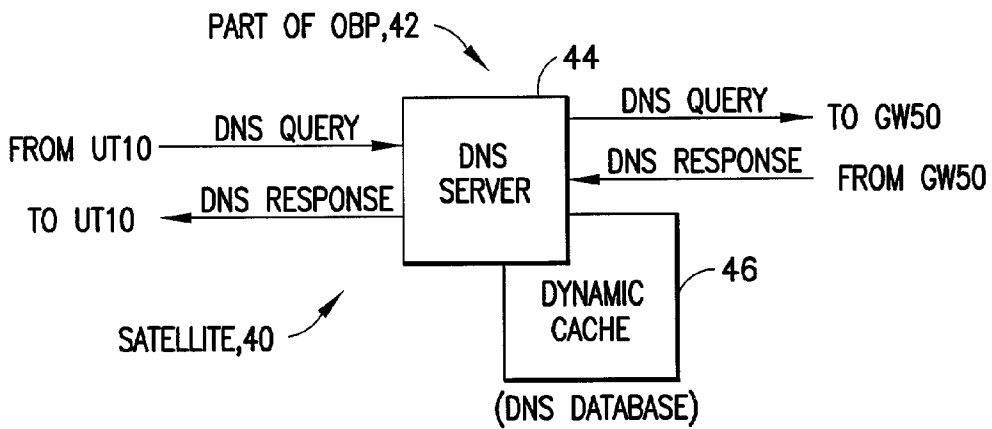 PART OF OBP,42
44
DNS QUERY
DNS QUERY
TO GW50
FROM UT10
DNS
SERVER
DNS RESPONSE
FROM GW50
DNS RESPONSE
TO UT10
46
DYNAMIC
CACHE
SATELLITE,40
(DNS DATABASE)